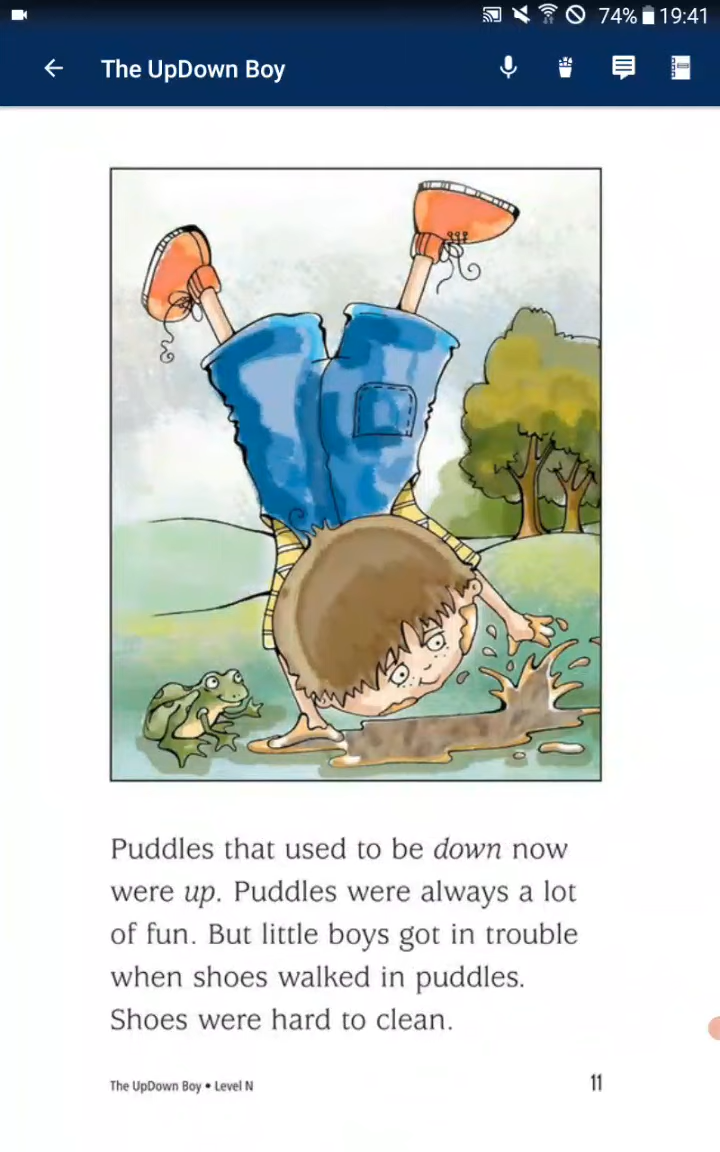 74% 19:41
The UpDown Boy
Puddles that used to be down now
were up. Puddles were always a lot
of fun. But little boys got in trouble
when shoes walked in puddles.
Shoes were hard to clean.
The UpDown Boy • Level N 11